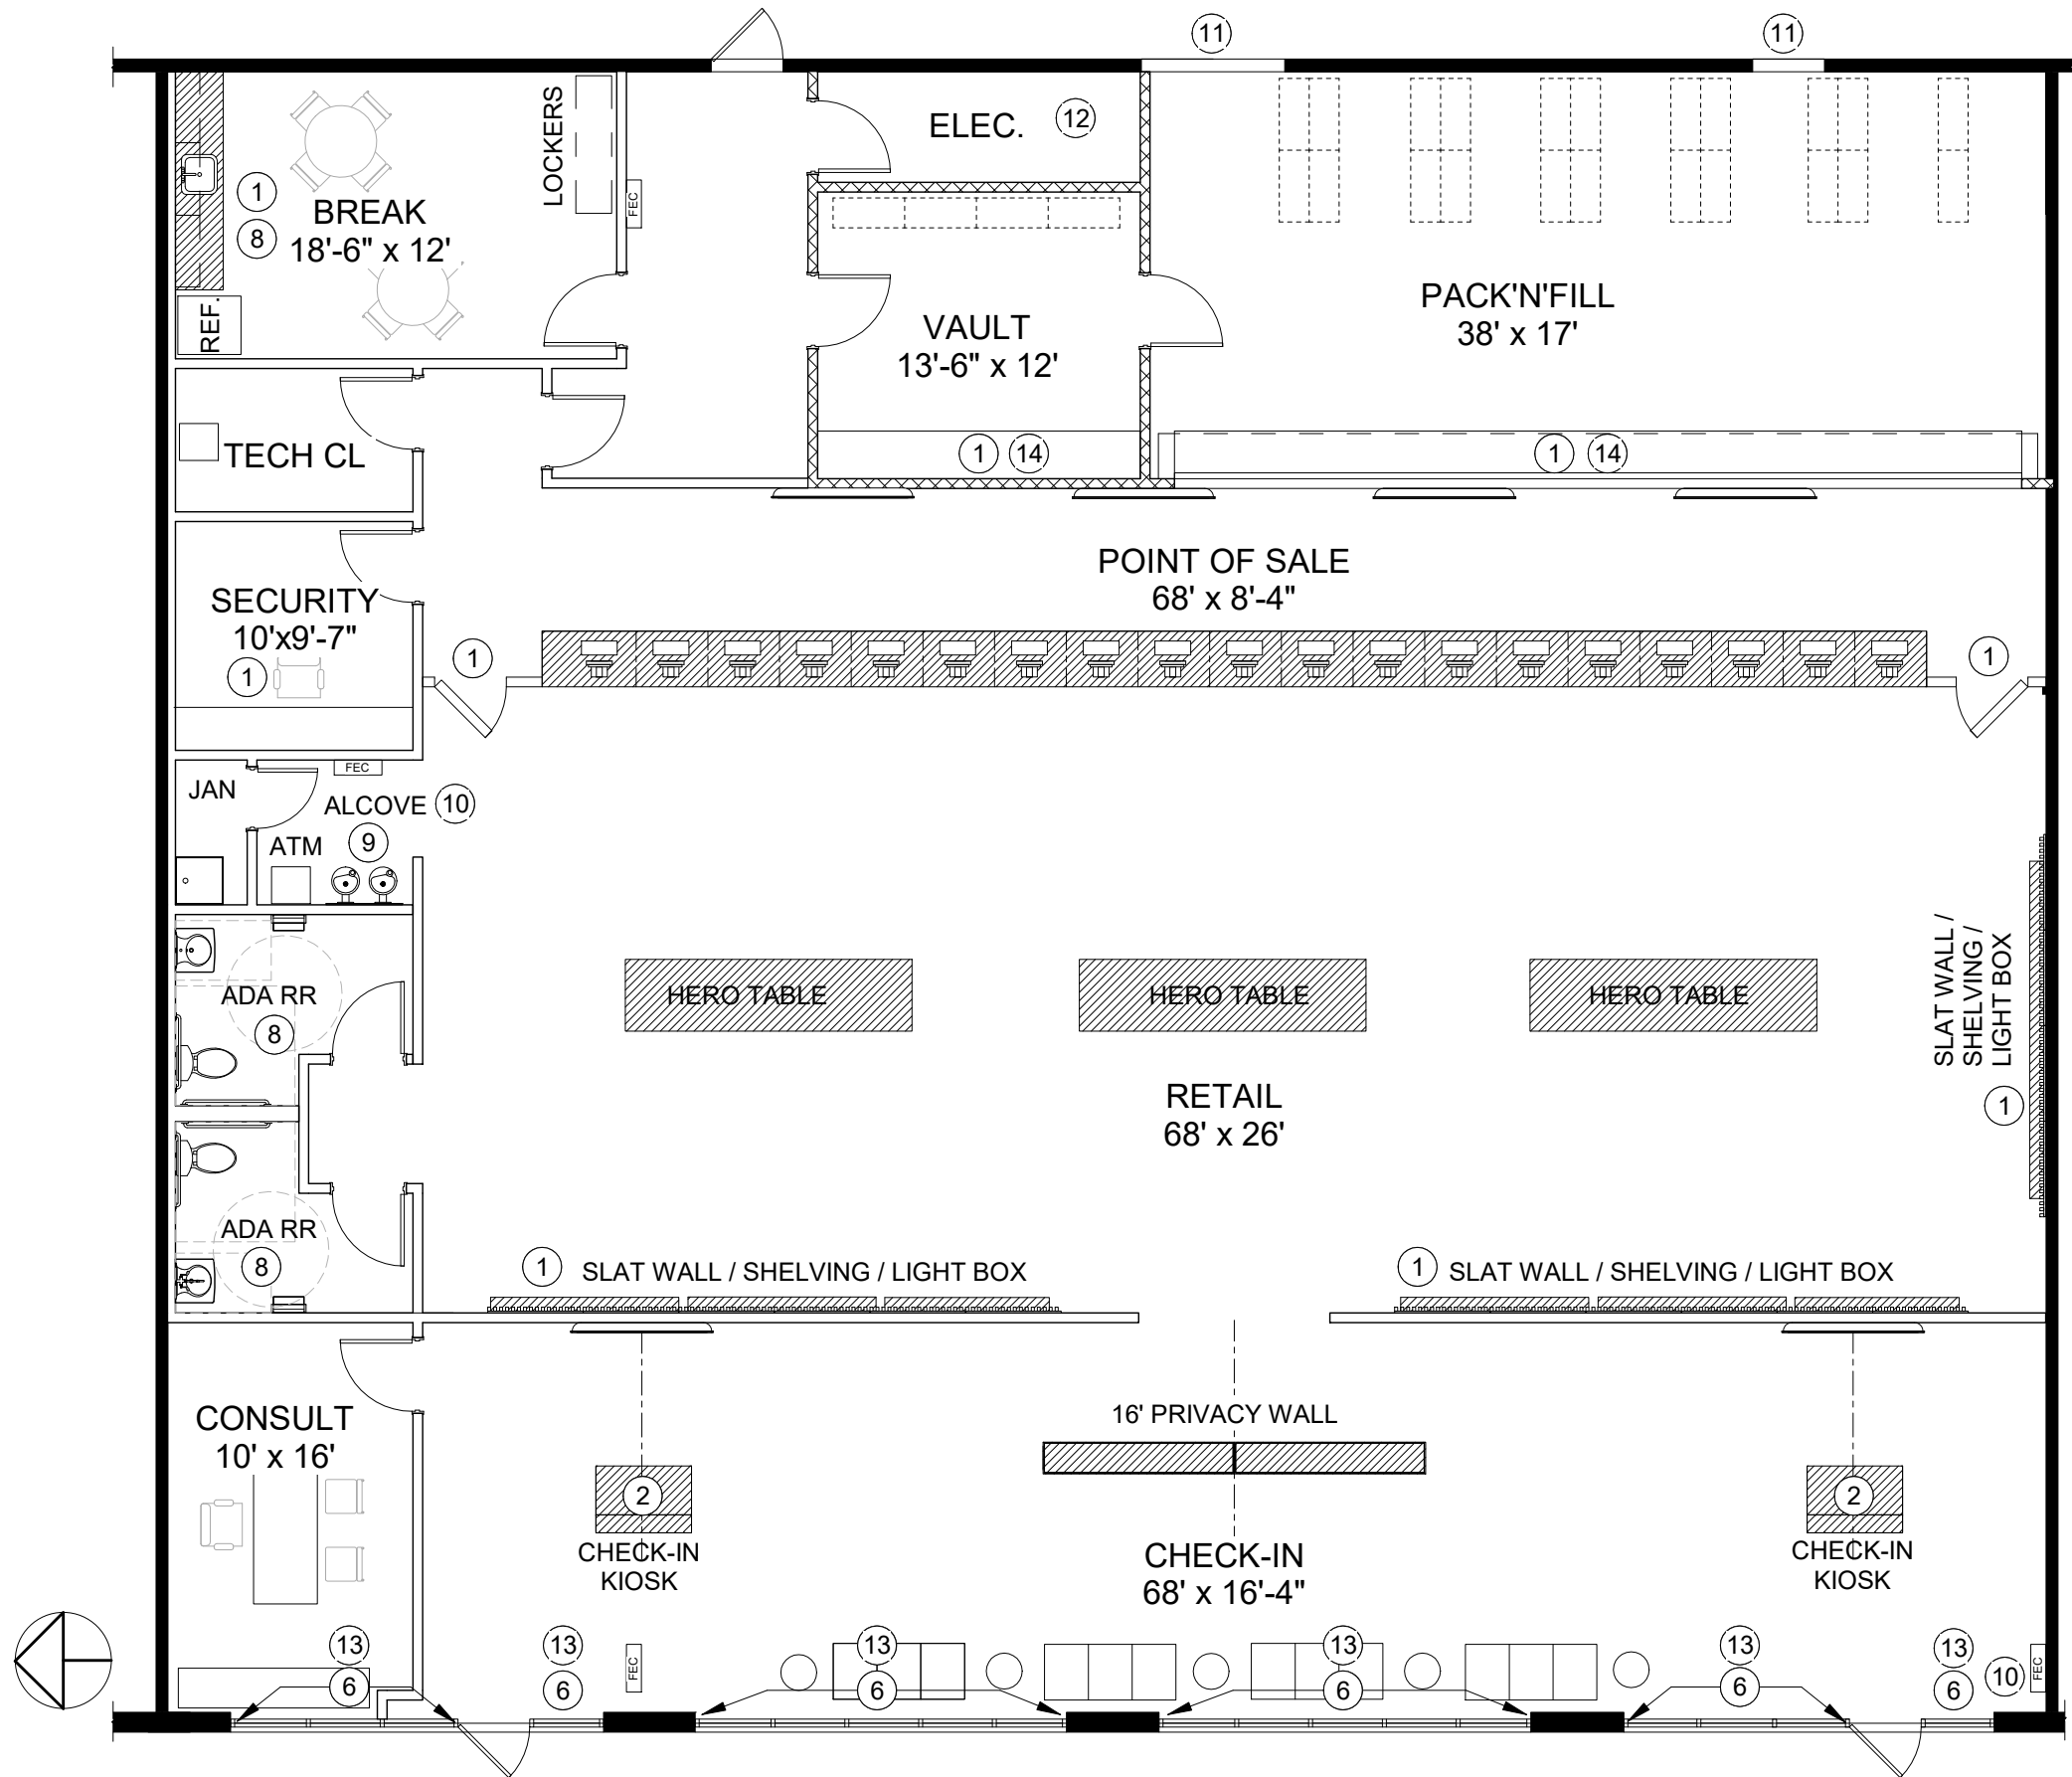 11
11
ELEC.
12
LOCKERS
FEC
1
BREAK
8
18'-6" x 12'
REF.
PACK'N'FILL
38' x 17'
VAULT
13'-6" x 12'
TECH CL
1
14
1
14
POINT OF SALE
68' x 8'-4"
SECURITY
10'x9'-7"
1
1
1
FEC
JAN
ALCOVE
10
ATM
9
ADA RR
8
HERO TABLE
HERO TABLE
HERO TABLE
SLAT WALL /
SHELVING /
LIGHT BOX
1
RETAIL
68' x 26'
ADA RR
8
1
SLAT WALL / SHELVING / LIGHT BOX
1
SLAT WALL / SHELVING / LIGHT BOX
CONSULT
10' x 16'
16' PRIVACY WALL
2
2
CHECK-IN
KIOSK
CHECK-IN
68' x 16'-4"
CHECK-IN
KIOSK
13
6
13
6
FEC
13
6
13
6
13
6
13
6
10
FEC